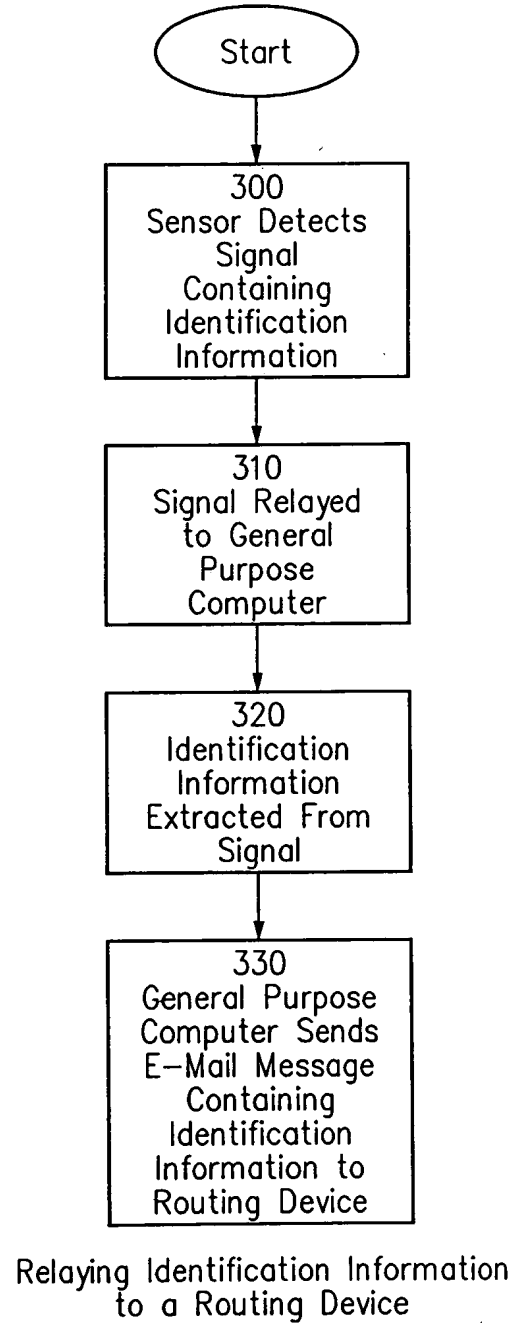 Start
300
Sensor Detects
Signal
Containing
Identification
Information
310
Signal Relayed
to General
Purpose
Computer
320
Identification
Information
Extracted From
Signal
330
General Purpose
Computer Sends
E-Mail Message
Containing
Identification
Information to
Routing Device
Relaying Identification Information
to a Routing Device